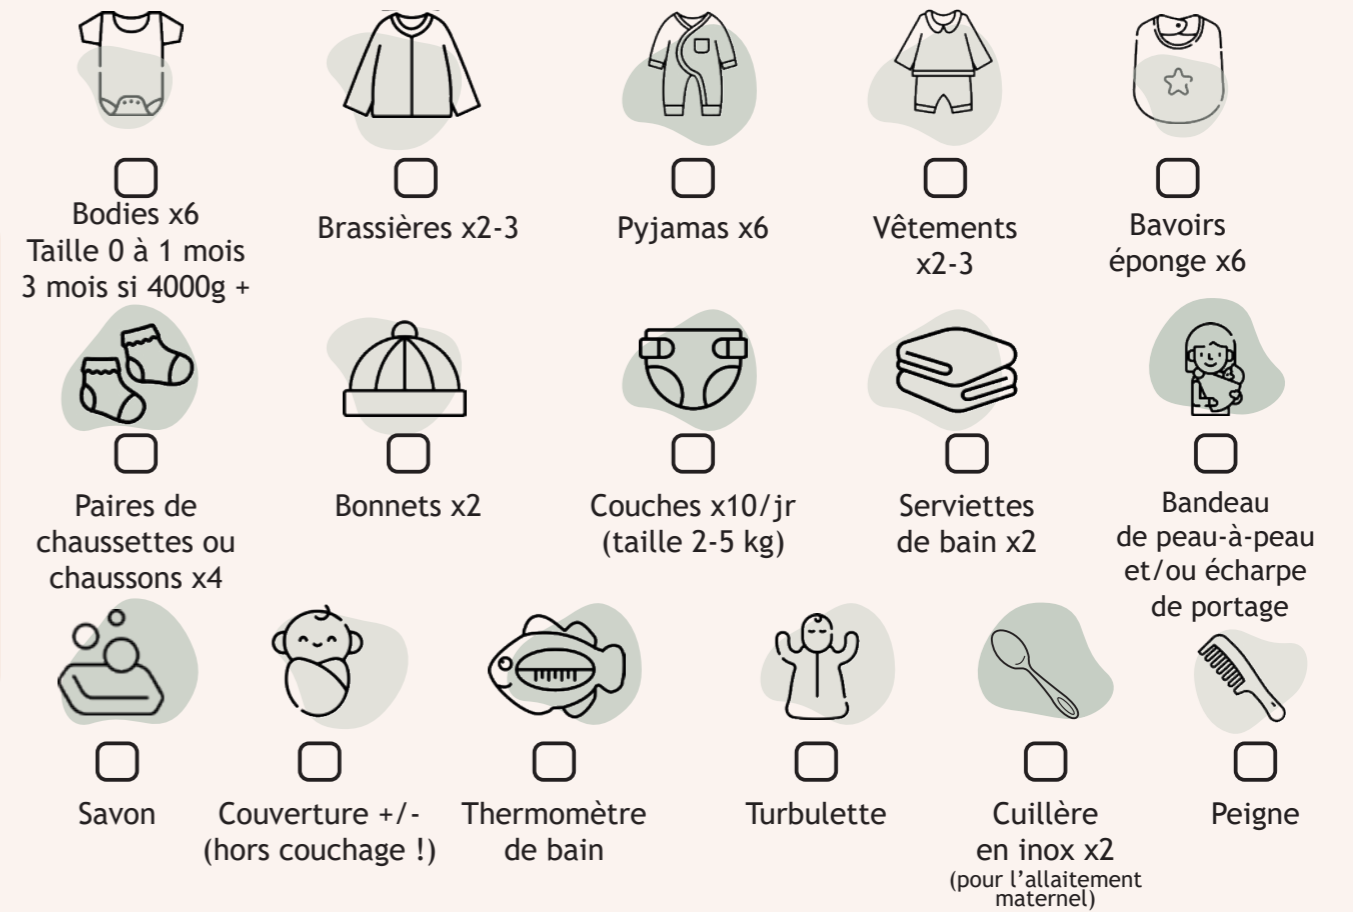 Bodies x6
Taille 0 à 1 mois
3 mois si 4000g +
Brassières x2-3
Pyjamas x6
Vêtements
x2-3
Bavoirs
éponge x6
Paires de
chaussettes ou
chaussons x4
Bonnets x2
Couches x10/jr
(taille 2-5 kg)
Serviettes
de bain x2
Bandeau
de peau-à-peau
et/ou écharpe
de portage
Savon
Couverture +/-
(hors couchage !)
Thermomètre
de bain
Turbulette
Cuillère
en inox x2
(pour l'allaitement
maternel)
Peigne